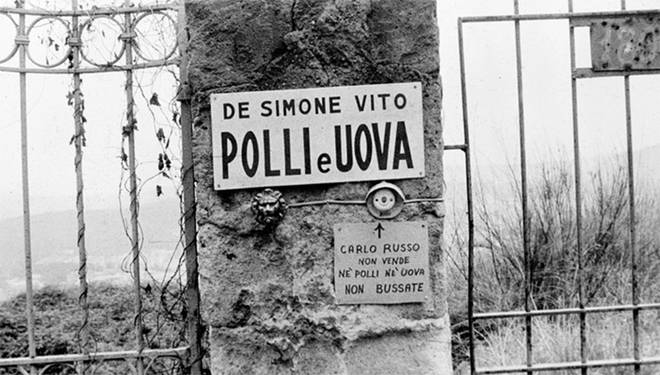 DE SIMONE VITO
POLLI e UOVA
↑
CARLO RUSSO
NON VENDE
NE' POLLI NE' UOVA
NON BUSSATE